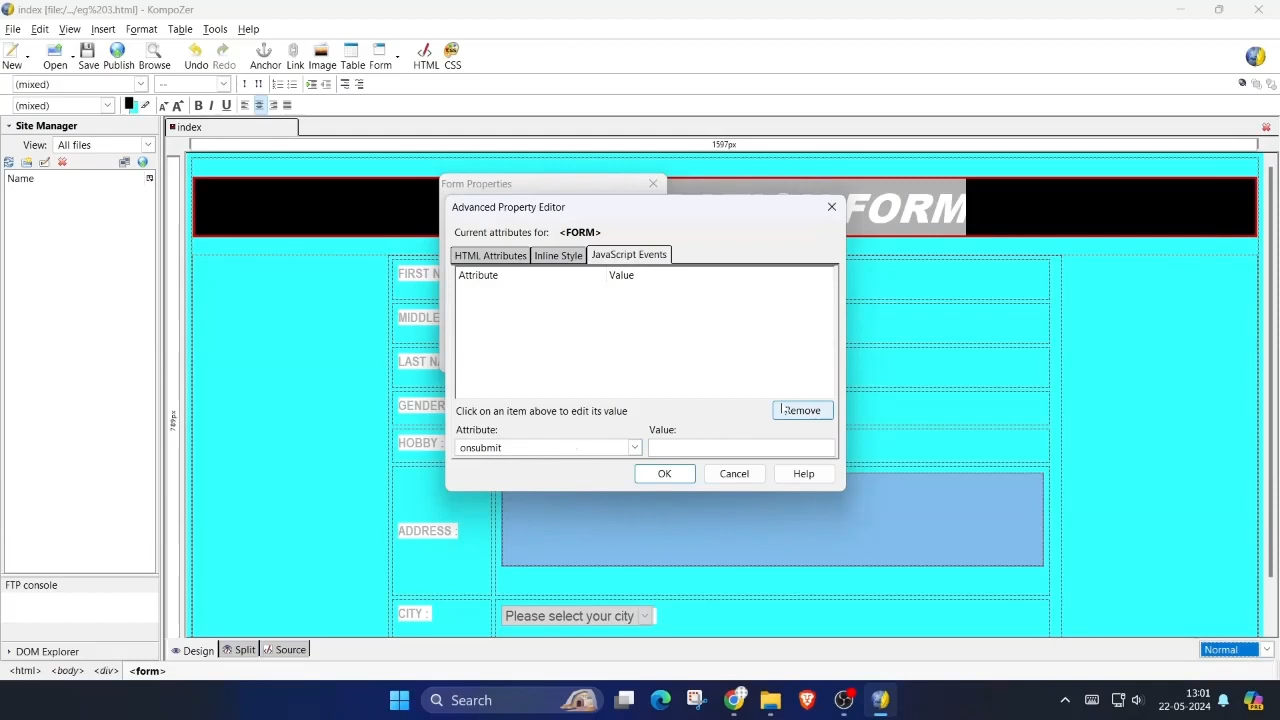 index [file:/.../eg%203.html] - KompoZer
File Edit View Insert Format Table Tools Help
New Open Save Publish Browse Undo Redo Anchor Link Image Table Form HTML CSS
(mixed) --
(mixed) A A B I U
Site Manager
index
View: All files
1597px
Name
789px
FORM
Form Properties
Advanced Property Editor
Current attributes for: <FORM>
HTML Attributes Inline Style JavaScript Events
Attribute Value
FIRST N
MIDDLE
LAST NA
GENDER
HOBBY :
Click on an item above to edit its value
Remove
Attribute: Value:
onsubmit
OK Cancel Help
ADDRESS :
FTP console
CITY : Please select your city
DOM Explorer
Design Split Source
Normal
<html> <body> <div> <form>
Search
13:01
22-05-2024